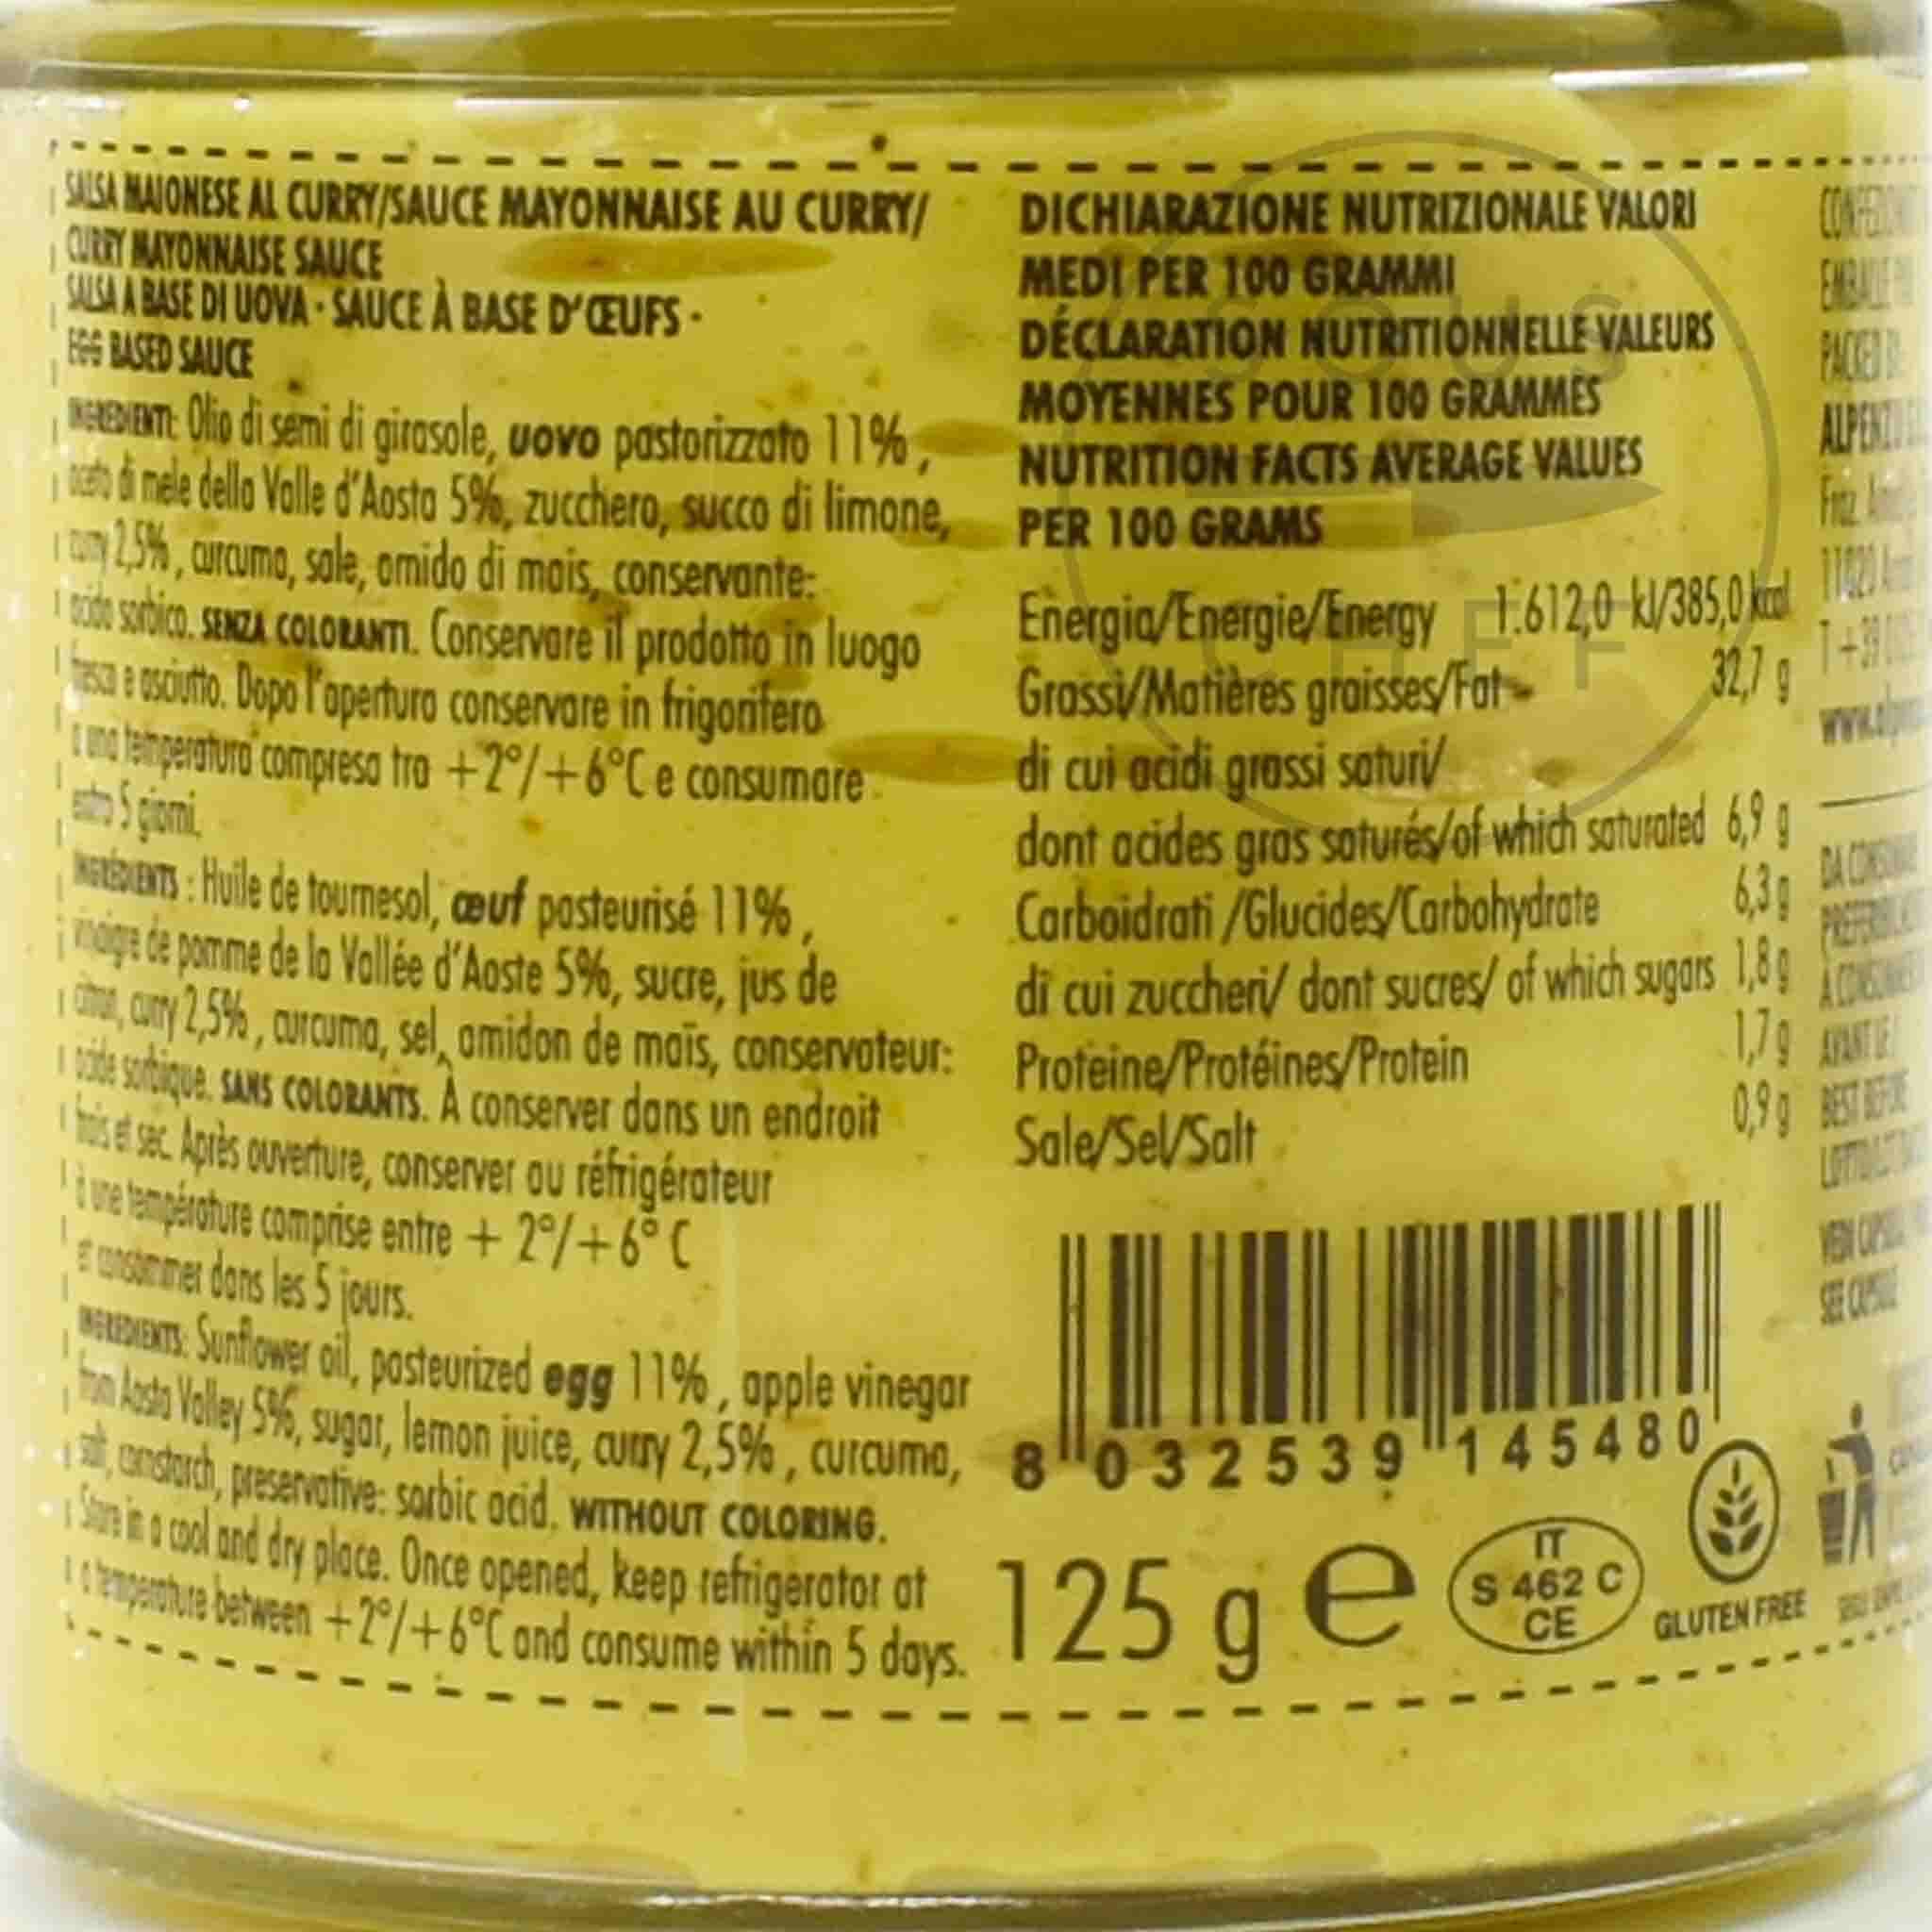 SALSA MAIONESE AL CURRY/SAUCE MAYONNAISE AU CURRY/
CURRY MAYONNAISE SAUCE
SALSA A BASE DI UOVA · SAUCE À BASE D'ŒUFS ·
EGG BASED SAUCE
INGREDIENTI: Olio di semi di girasole, uovo pastorizzato 11% ,
aceto di mele della Valle d'Aosta 5%, zucchero, succo di limone,
curry 2,5% , curcuma, sale, amido di mais, conservante:
acido sorbico. SENZA COLORANTI. Conservare il prodotto in luogo
fresco e asciutto. Dopo l'apertura conservare in frigorifero
a una temperatura compresa tra +2°/+6°C e consumare
entro 5 giorni.
INGRÉDIENTS : Huile de tournesol, œuf pasteurisé 11% ,
vinaigre de pomme de la Vallée d'Aoste 5%, sucre, jus de
citron, curry 2,5% , curcuma, sel, amidon de maïs, conservateur:
acide sorbique. SANS COLORANTS. À conserver dans un endroit
frais et sec. Après ouverture, conserver au réfrigérateur
à une température comprise entre + 2°/+6° C
et consommer dans les 5 jours.
INGREDIENTS: Sunflower oil, pasteurized egg 11% , apple vinegar
from Aosta Valley 5%, sugar, lemon juice, curry 2,5% , curcuma,
salt, cornstarch, preservative: sorbic acid. WITHOUT COLORING.
Store in a cool and dry place. Once opened, keep refrigerator at
a temperature between +2°/+6°C and consume within 5 days.
DICHIARAZIONE NUTRIZIONALE VALORI
MEDI PER 100 GRAMMI
DÉCLARATION NUTRITIONNELLE VALEURS
MOYENNES POUR 100 GRAMMES
NUTRITION FACTS AVERAGE VALUES
PER 100 GRAMS
Energia/Energie/Energy 1.612,0 kJ/385,0 kcal
Grassi/Matières graisses/Fat 32,7 g
di cui acidi grassi saturi/
dont acides gras saturés/of which saturated 6,9 g
Carboidrati /Glucides/Carbohydrate 6,3 g
di cui zuccheri/ dont sucres/ of which sugars 1,8 g
Proteine/Protéines/Protein 1,7 g
Sale/Sel/Salt 0,9 g
8 032539 145480
125 g e
IT
S 462 C
CE
GLUTEN FREE
SOUS
CHEF
PACKED
T +39
BEST BEFORE
SEE CAPSULE